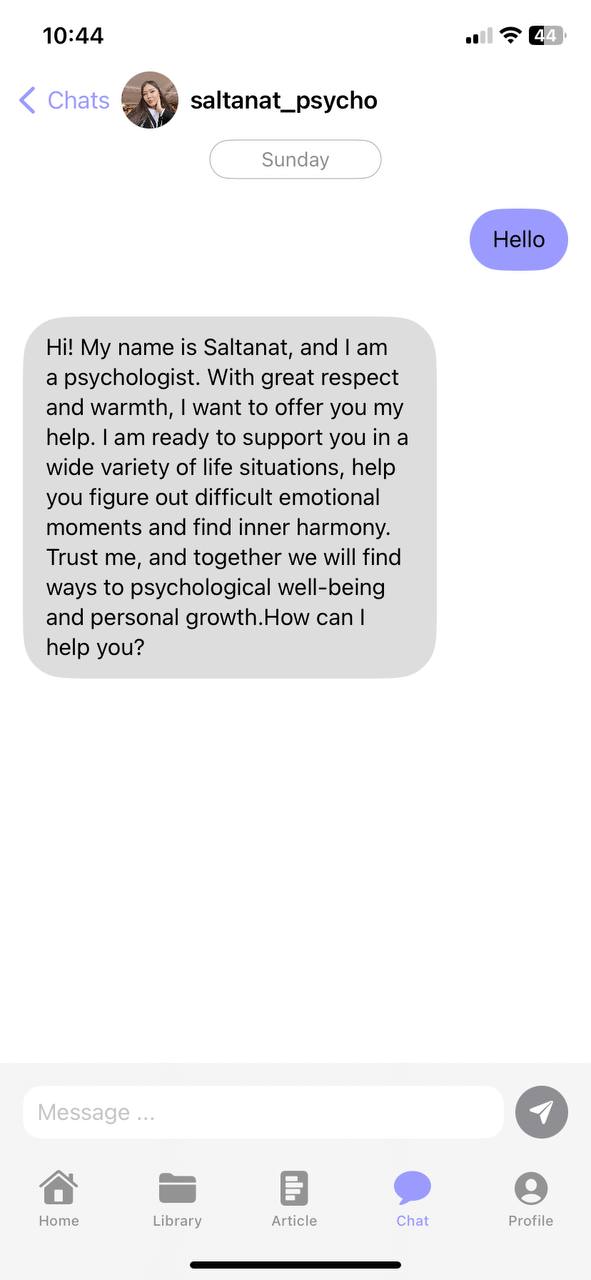 10:44
44
Chats saltanat_psycho
Sunday
Hello
Hi! My name is Saltanat, and I am
a psychologist. With great respect
and warmth, I want to offer you my
help. I am ready to support you in a
wide variety of life situations, help
you figure out difficult emotional
moments and find inner harmony.
Trust me, and together we will find
ways to psychological well-being
and personal growth.How can I
help you?
Message ...
Home Library Article Chat Profile